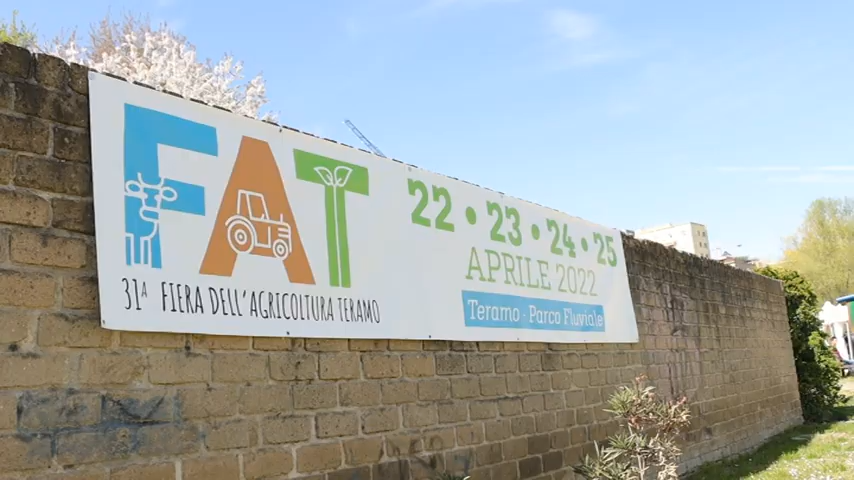 FAT
31ª FIERA DELL'AGRICOLTURA TERAMO
22 • 23 • 24 • 25
APRILE 2022
Teramo - Parco Fluviale